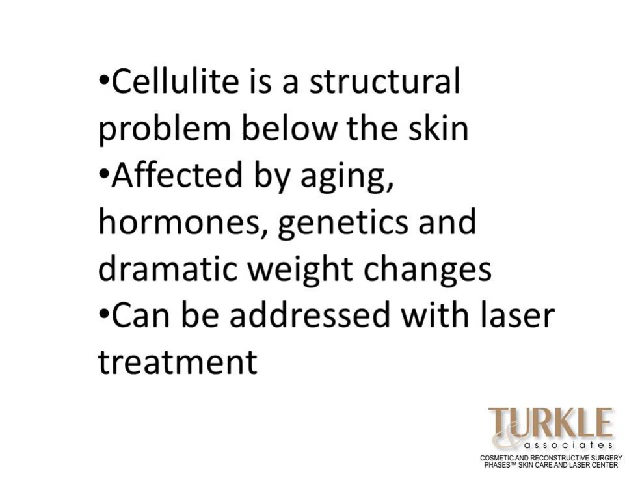 •Cellulite is a structural
problem below the skin
•Affected by aging,
hormones, genetics and
dramatic weight changes
•Can be addressed with laser
treatment
TURKLE
& associates
COSMETIC AND RECONSTRUCTIVE SURGERY
PHASES™ SKIN CARE AND LASER CENTER